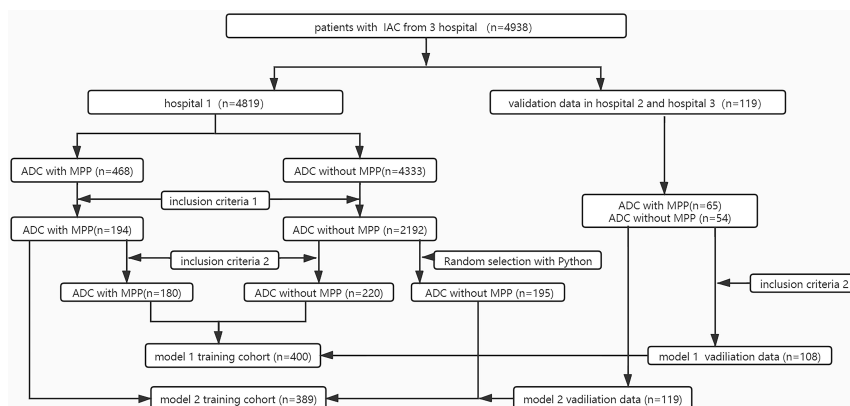 patients with IAC from 3 hospital （n=4938）
hospital 1（n=4819）
validation data in hospital 2 and hospital 3（n=119）
ADC with MPP (n=468)
ADC without MPP(n=4333)
inclusion criteria 1
ADC with MPP(n=65)
ADC without MPP (n=54)
ADC with MPP(n=194)
ADC without MPP (n=2192)
inclusion criteria 2
Random selection with Python
inclusion criteria 2
ADC with MPP(n=180)
ADC without MPP (n=220)
ADC without MPP (n=195)
model 1 training cohort (n=400)
model 1 vadiliation data (n=108)
model 2 training cohort (n=389)
model 2 vadiliation data (n=119)